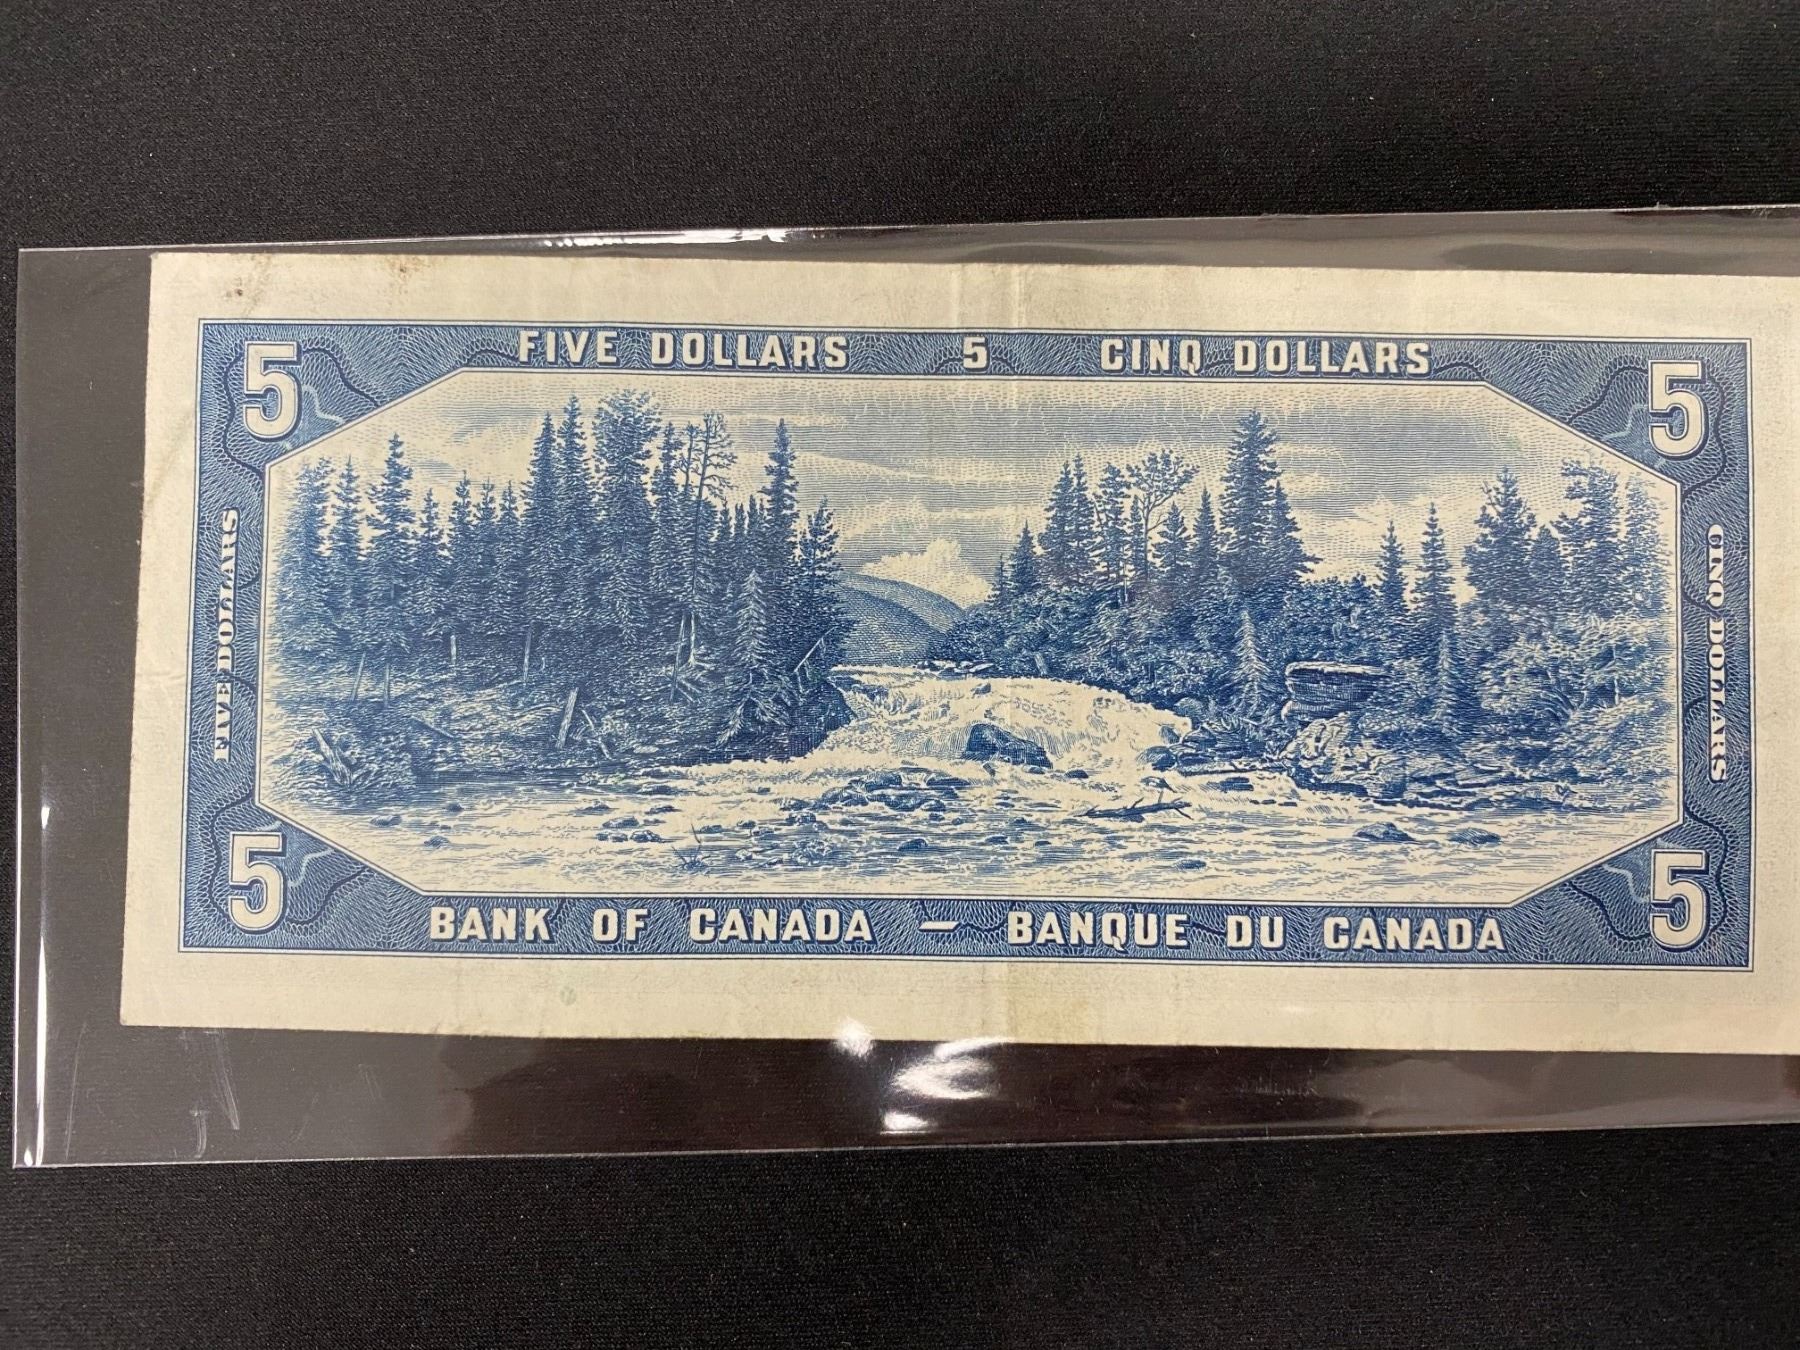 FIVE DOLLARS 5 CINQ DOLLARS
5
5
FIVE DOLLARS
CINQ DOLLARS
5
5
BANK OF CANADA — BANQUE DU CANADA